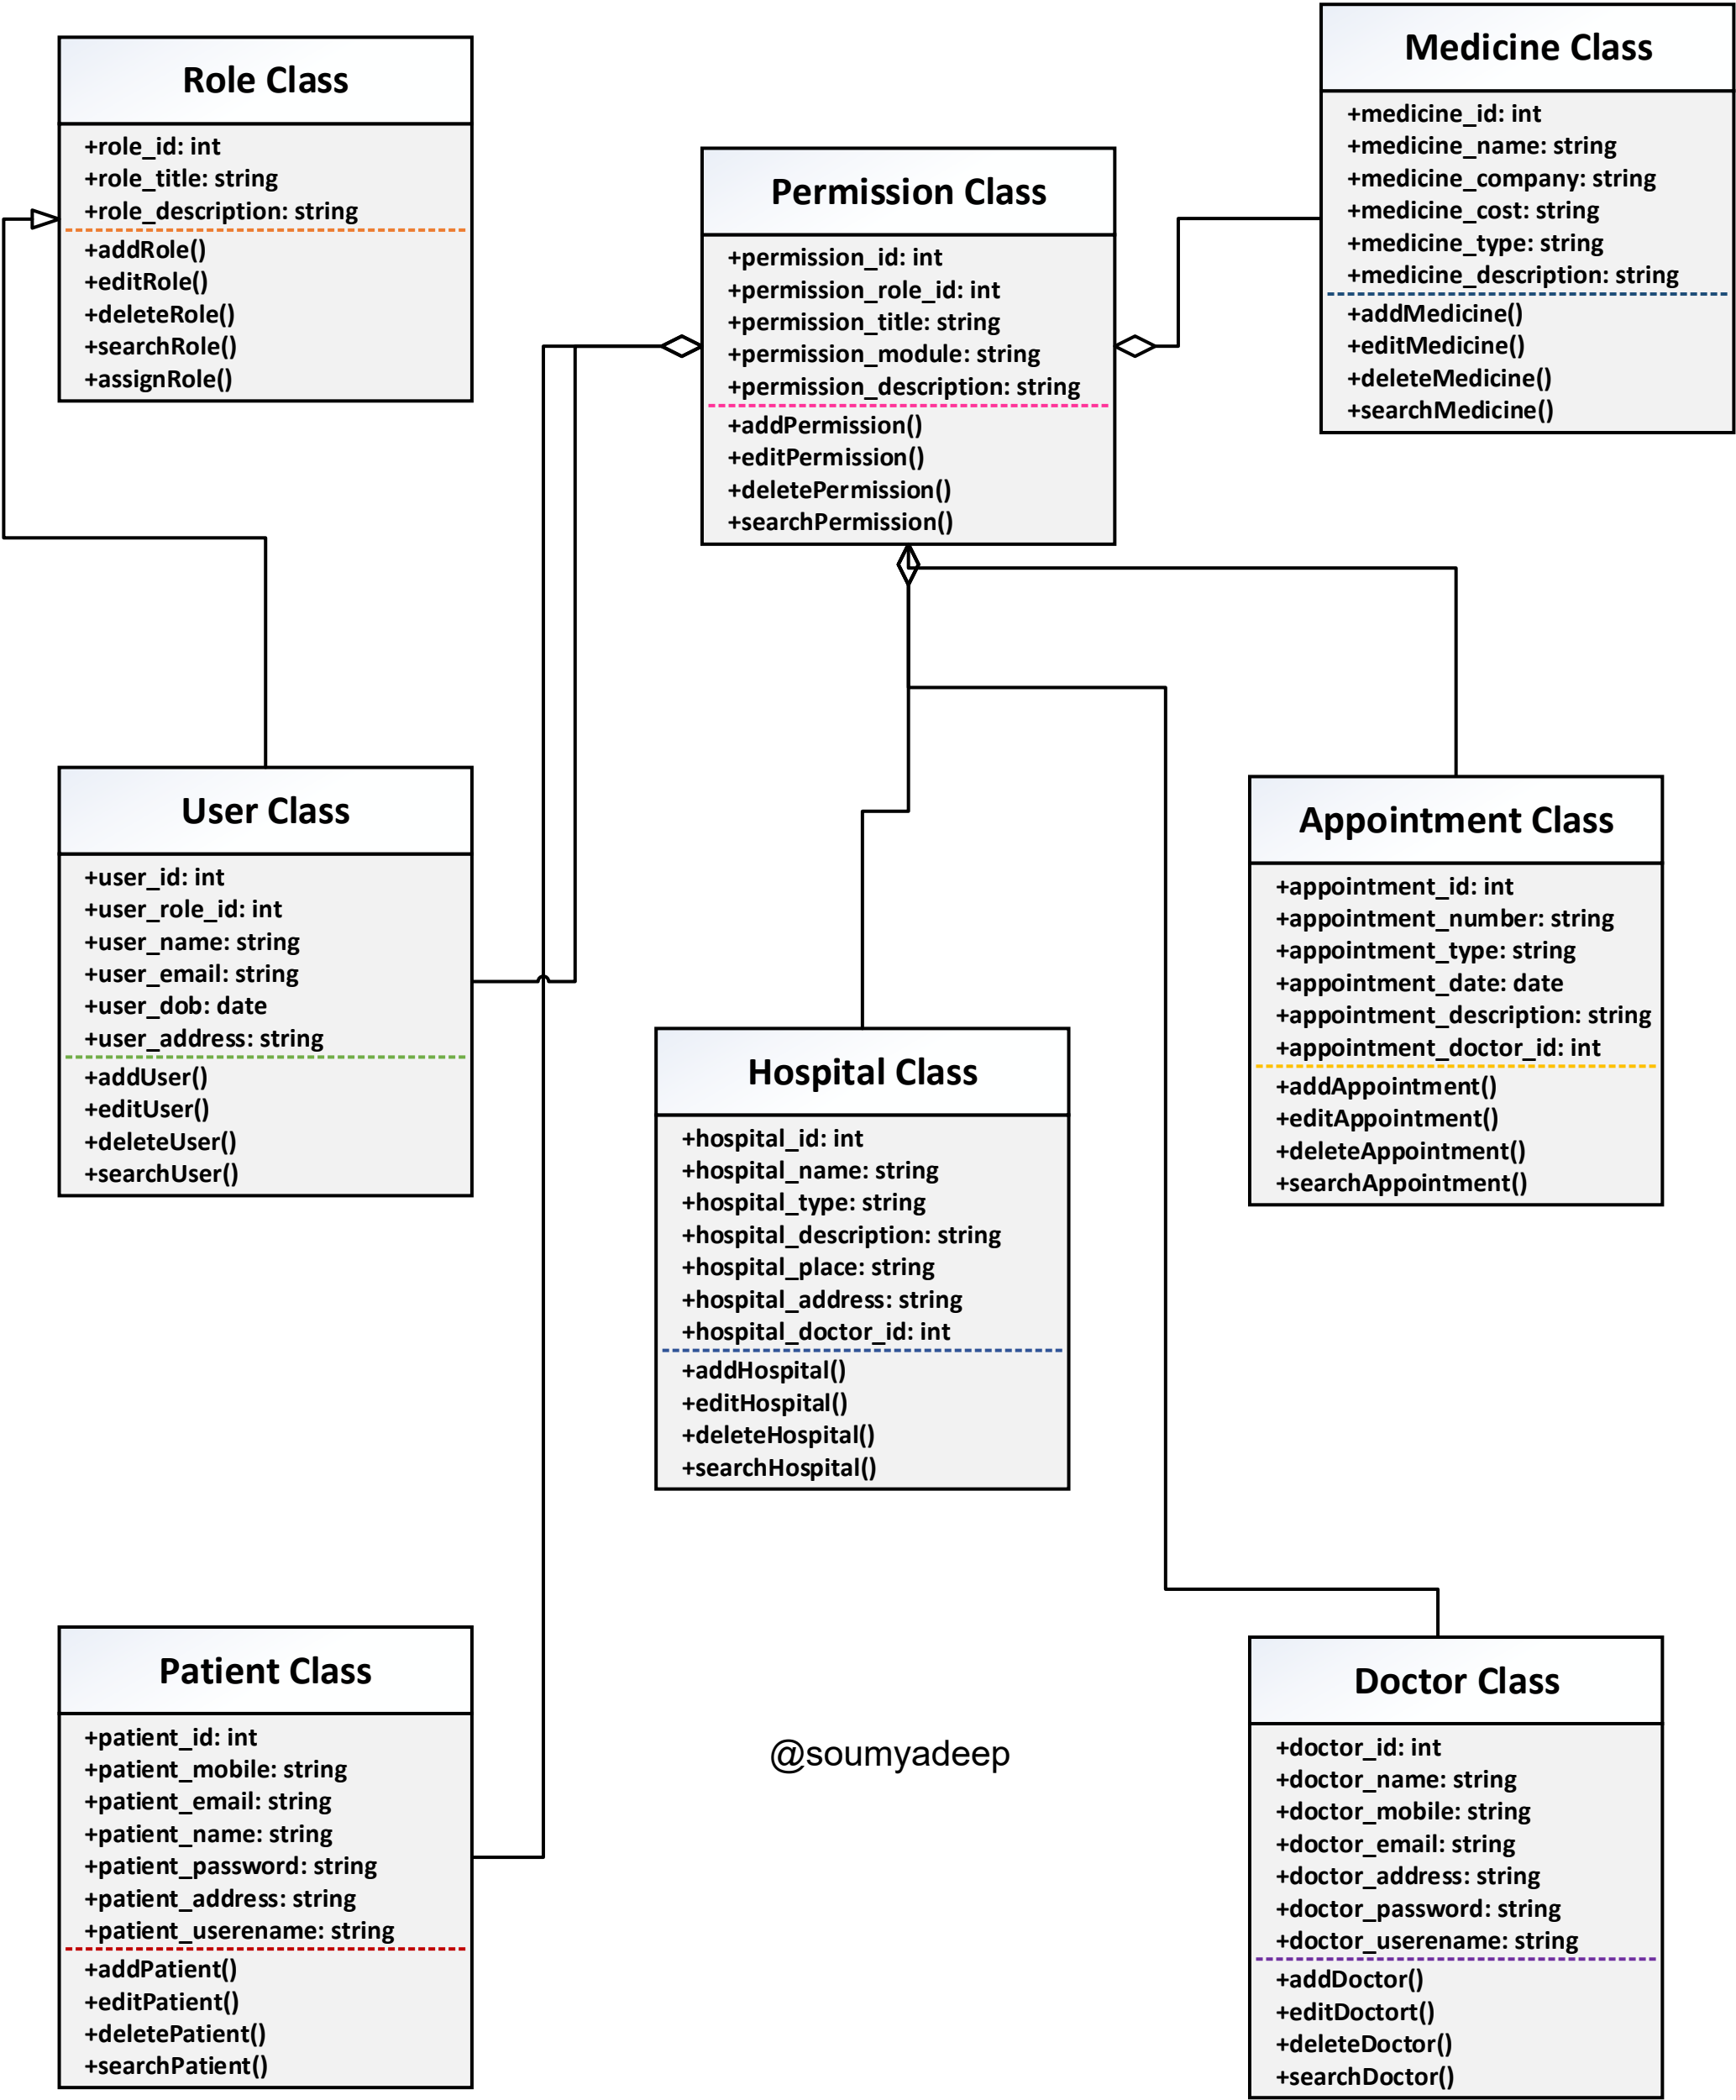 Role Class
+role_id: int
+role_title: string
+role_description: string
+addRole()
+editRole()
+deleteRole()
+searchRole()
+assignRole()
Permission Class
+permission_id: int
+permission_role_id: int
+permission_title: string
+permission_module: string
+permission_description: string
+addPermission()
+editPermission()
+deletePermission()
+searchPermission()
Medicine Class
+medicine_id: int
+medicine_name: string
+medicine_company: string
+medicine_cost: string
+medicine_type: string
+medicine_description: string
+addMedicine()
+editMedicine()
+deleteMedicine()
+searchMedicine()
User Class
+user_id: int
+user_role_id: int
+user_name: string
+user_email: string
+user_dob: date
+user_address: string
+addUser()
+editUser()
+deleteUser()
+searchUser()
Hospital Class
+hospital_id: int
+hospital_name: string
+hospital_type: string
+hospital_description: string
+hospital_place: string
+hospital_address: string
+hospital_doctor_id: int
+addHospital()
+editHospital()
+deleteHospital()
+searchHospital()
Appointment Class
+appointment_id: int
+appointment_number: string
+appointment_type: string
+appointment_date: date
+appointment_description: string
+appointment_doctor_id: int
+addAppointment()
+editAppointment()
+deleteAppointment()
+searchAppointment()
Patient Class
+patient_id: int
+patient_mobile: string
+patient_email: string
+patient_name: string
+patient_password: string
+patient_address: string
+patient_userename: string
+addPatient()
+editPatient()
+deletePatient()
+searchPatient()
@soumyadeep
Doctor Class
+doctor_id: int
+doctor_name: string
+doctor_mobile: string
+doctor_email: string
+doctor_address: string
+doctor_password: string
+doctor_userename: string
+addDoctor()
+editDoctort()
+deleteDoctor()
+searchDoctor()